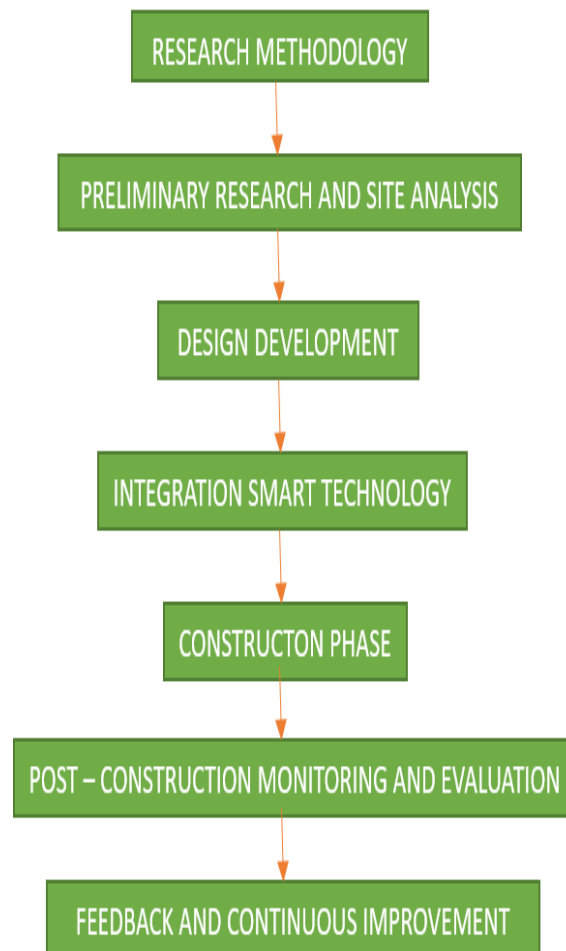 RESEARCH METHODOLOGY
PRELIMINARY RESEARCH AND SITE ANALYSIS
DESIGN DEVELOPMENT
INTEGRATION SMART TECHNOLOGY
CONSTRUCTON PHASE
POST – CONSTRUCTION MONITORING AND EVALUATION
FEEDBACK AND CONTINUOUS IMPROVEMENT